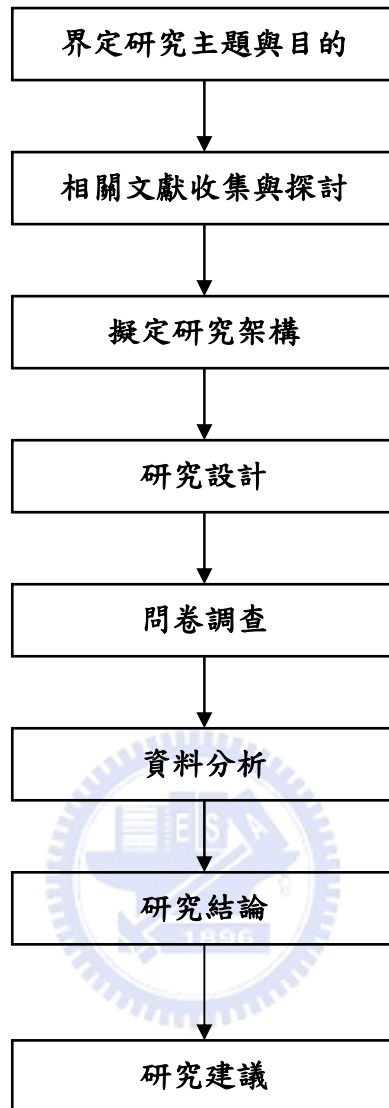 界定研究主題與目的
相關文獻收集與探討
擬定研究架構
研究設計
問卷調查
資料分析
E S A
研究結論
1896
研究建議